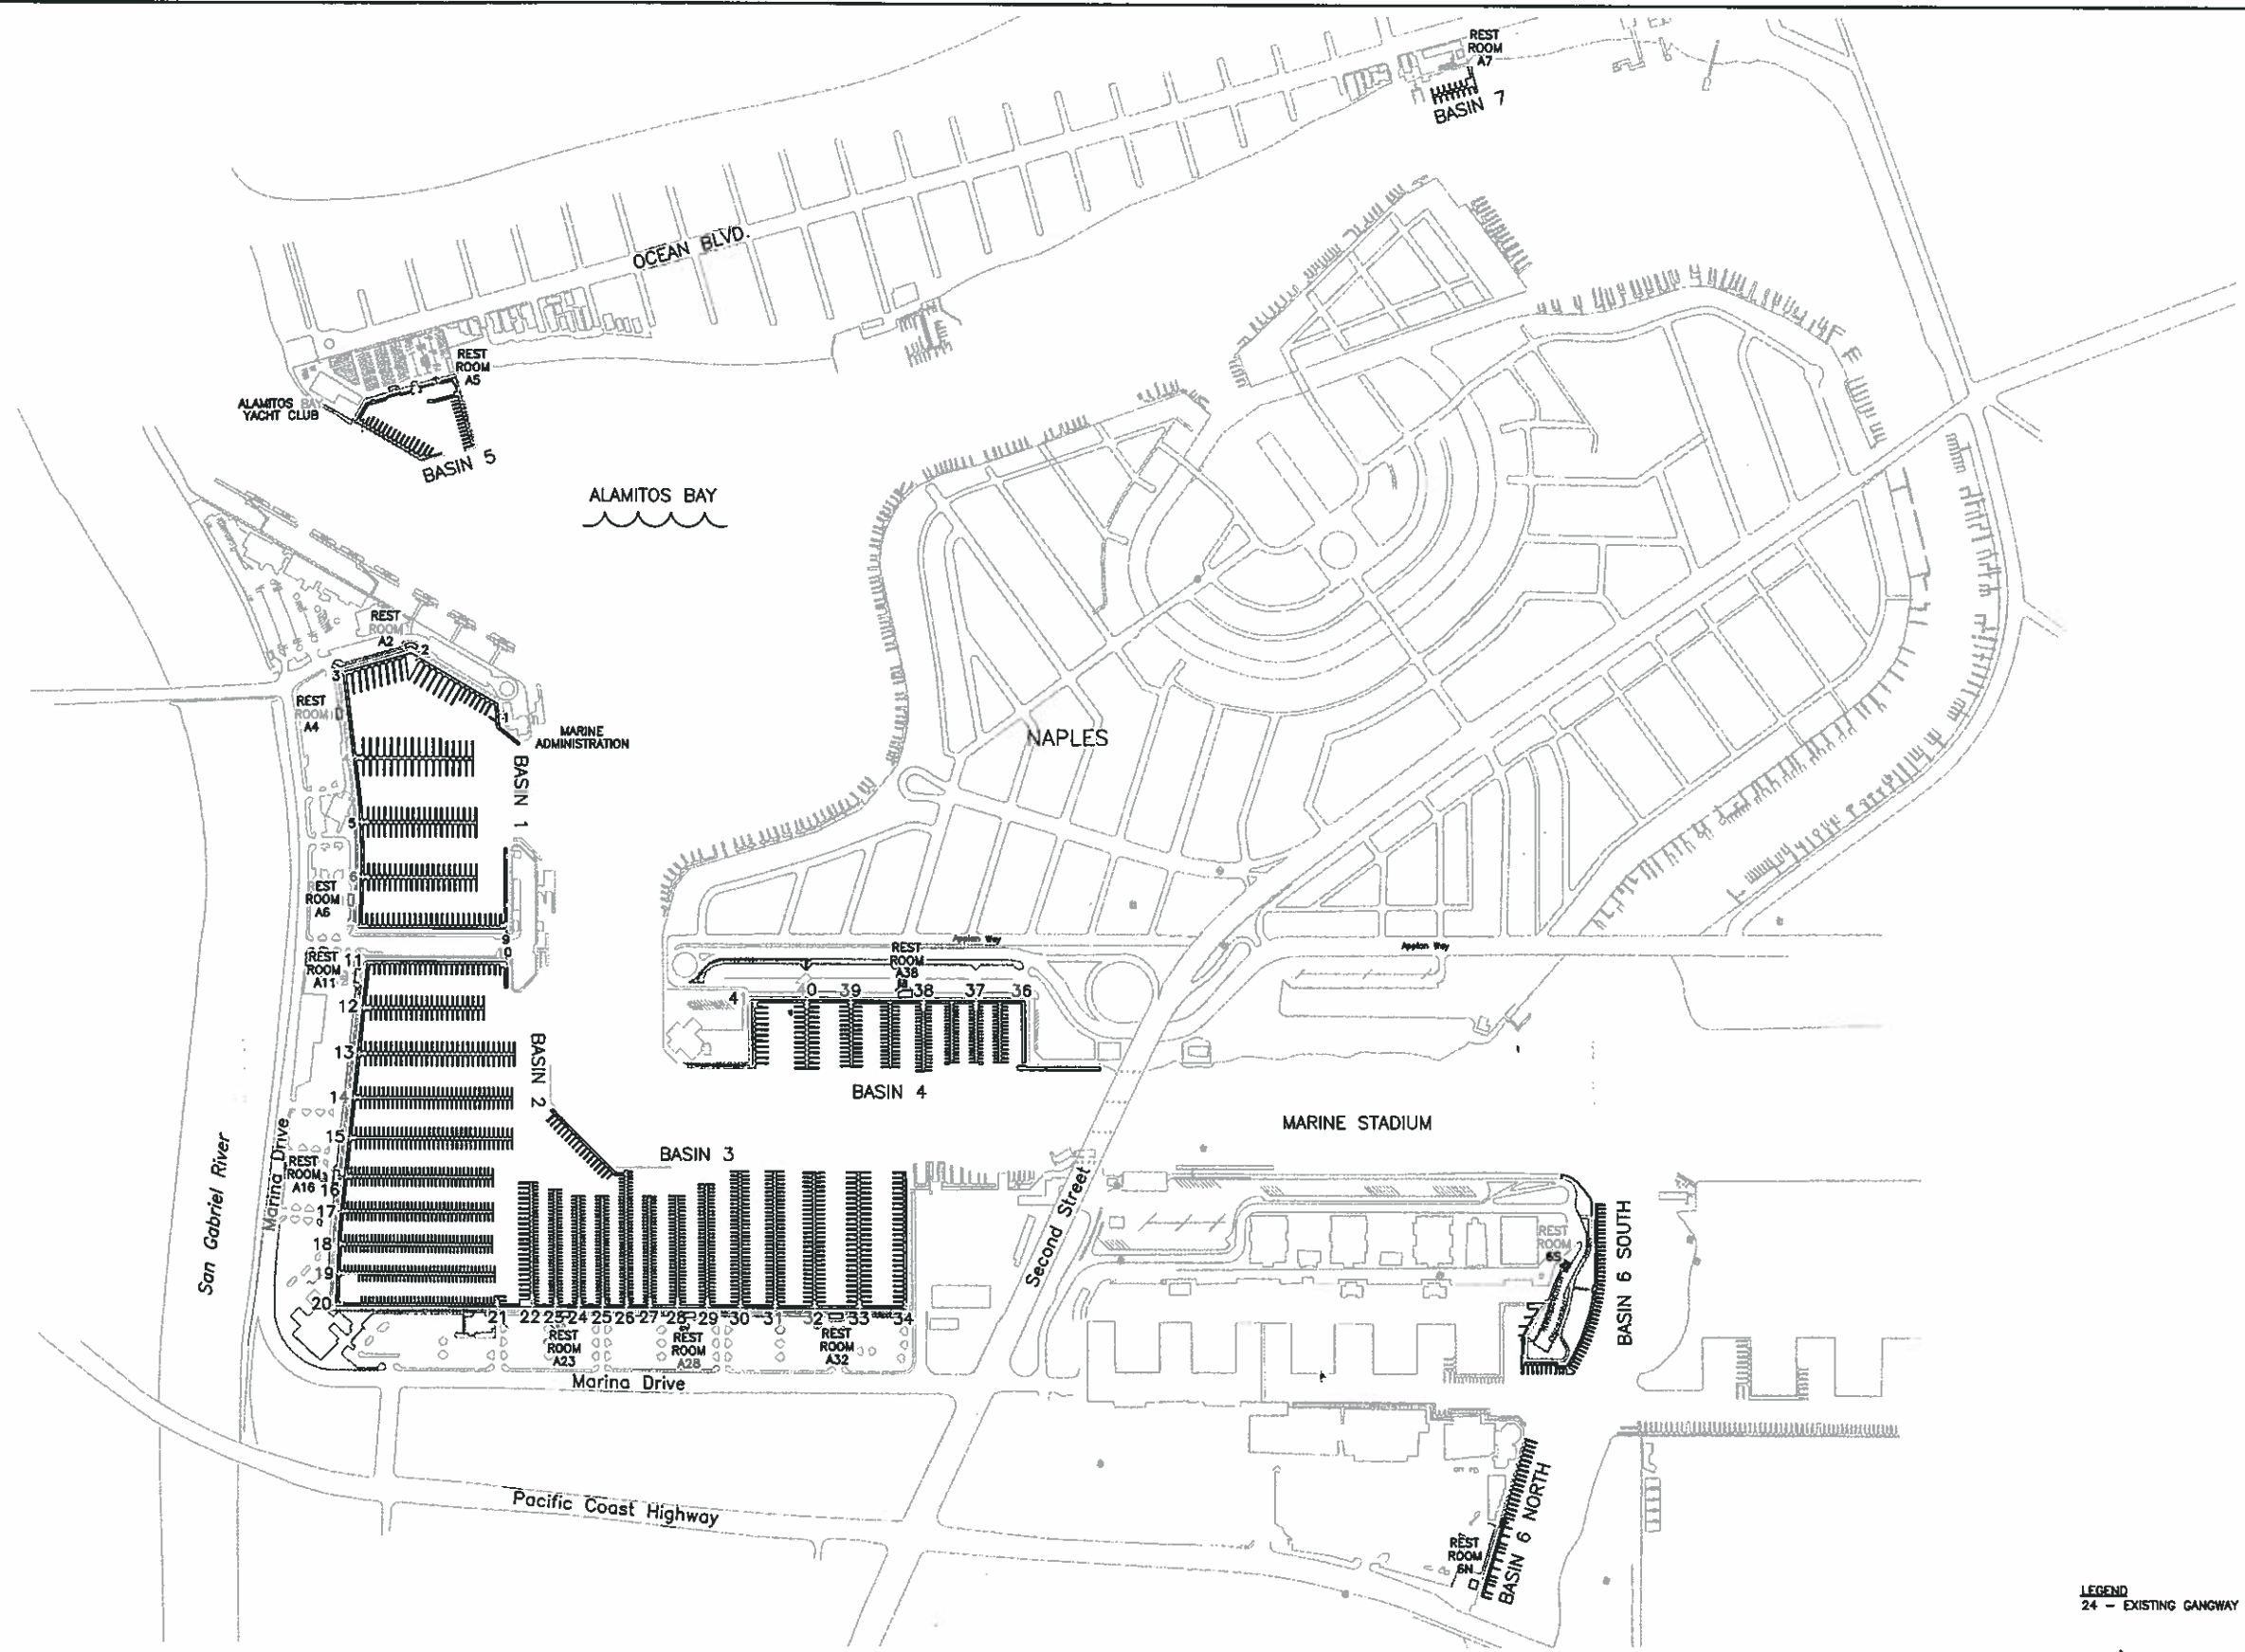 REST
ROOM
A7
BASIN 7
OCEAN BLVD.
REST
ROOM
A5
ALAMITOS BAY
YACHT CLUB
BASIN 5
ALAMITOS BAY
REST
ROOM
A2
2
3
REST
ROOM
A4
1
MARINE
ADMINISTRATION
NAPLES
BASIN 1
4
5
6
REST
ROOM
A6
7
9
Appian Way
Appian Way
REST
ROOM
A38
REST
ROOM
A11
11
12
41
40
39
38
37
36
13
BASIN 2
BASIN 4
14
MARINE STADIUM
15
BASIN 3
REST
ROOM
A16
16
17
18
19
20
San Gabriel River
Marina Drive
Second Street
REST
ROOM
6S
BASIN 6 SOUTH
21
22
23
24
25
26
27
28
29
30
31
32
33
34
REST
ROOM
A23
REST
ROOM
A28
REST
ROOM
A32
Marina Drive
Pacific Coast Highway
REST
ROOM
6N
BASIN 6 NORTH
LEGEND
24 - EXISTING GANGWAY